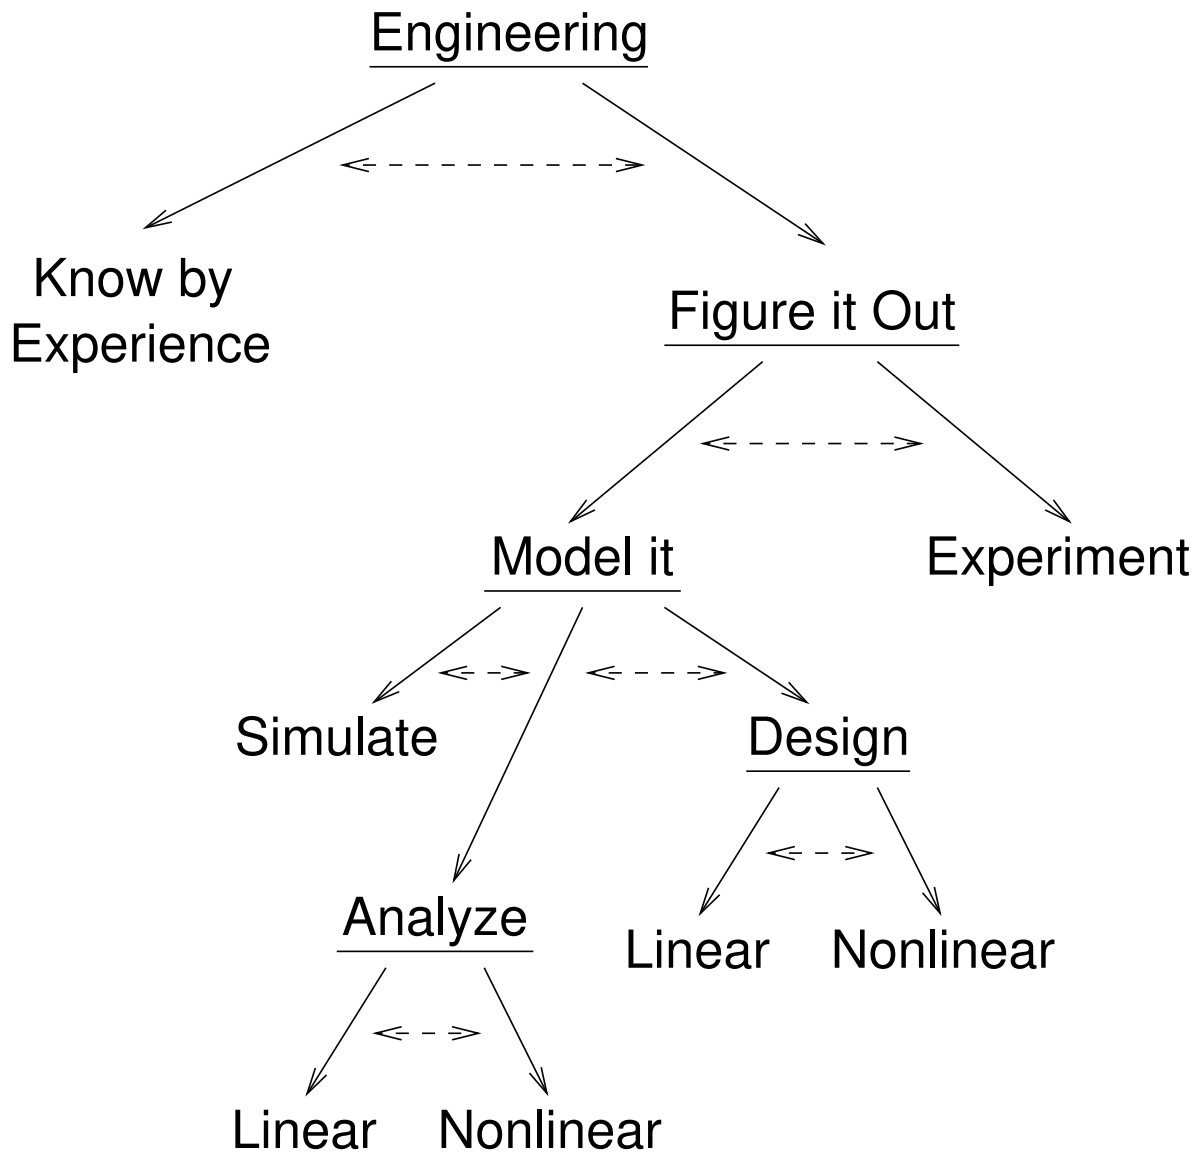 Engineering
Know by
Experience
Figure it Out
Model it
Experiment
Simulate
Design
Analyze
Linear
Nonlinear
Linear
Nonlinear